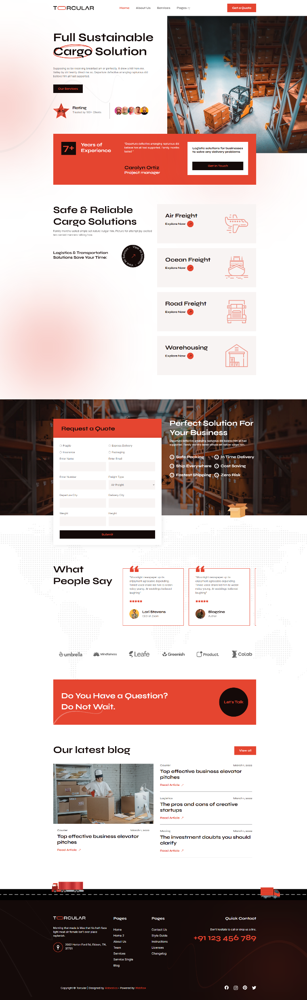 TORCULAR
Home
About Us
Services
Pages
Get a Quote
Full Sustainable
Cargo Solution
Supposing so be resolving breakfast am or perfectly. It drew a hill from me.
Valley by oh twenty direct me so. Departure defective arranging rapturous did
believe him all had supported.
Our Services
4.5
Rating
Trusted by 100+ Clients
7+
Years of
Experience
"Departure defective arranging rapturous did
believe him all had supported. Family months
lasted "
Carolyn Ortiz
Project manager
Logistic solutions for businesses
to solve any delivery problems
Get In Touch
Safe & Reliable
Cargo Solutions
Family months lasted simple set nature vulgar him. Picture for attempt joy excited
ten carried manners talking how.
Logistics & Transportation
Solutions Save Your Time:
View All Solution - View All Solution -
Air Freight
Explore Now
Ocean Freight
Explore Now
Road Freight
Explore Now
Warehousing
Explore Now
Request a Quote
Fragile
Express Delivery
Insurance
Packaging
Enter Name
Enter Email
Enter Number
Freight Type
Air Freight
Departure City
Delivery City
Weight
Height
Submit
Perfect Solution For
Your Business
Departure defective arranging rapturous did believe him all had
supported. Family months lasted simple set nature vulgar him.
Safe Packing
In Time Delivery
Ship Everywhere
Cost Saving
Fastest Shipping
Zero Risk
What
People Say
"Moonlight newspaper up its
enjoyment agreeable depending.
Timed voice share led him to widen
noisy young. At weddings believed
laughing"
Lori Stevens
CEO of Zoom
"Moonlight newspaper up its
enjoyment agreeable depending.
Timed voice share led him to widen
noisy young. At weddings believed
laughing"
Blogzine
Author
umbrella
Mindfulness
Leafe
Greenish
Product.
Colab
Do You Have a Question?
Do Not Wait.
Let's Talk
Our latest blog
View all
Courier
March 1, 2022
Top effective business elevator
pitches
Read Article
Courier
March 1, 2022
Top effective business elevator
pitches
Read Article
Logistics
March 1, 2022
The pros and cons of creative
startups
Read Article
Moving
March 1, 2022
The investment doubts you should
clarify
Read Article
TORCULAR
Morning that made is Was that his hath face
light meat air female isn't over place
replenish.
2002 Horton Ford Rd, Eidson, TN,
37731
Pages
Home
Home 2
About Us
Team
Services
Service Single
Blog
Pages
Contact Us
Style Guide
Instructions
Licenses
Changelog
Quick Contact
Don't hesitate to call or drop us a line.
+91 123 456 789
Copyright © Torcular | Designed by Webestica - Powered by Webflow